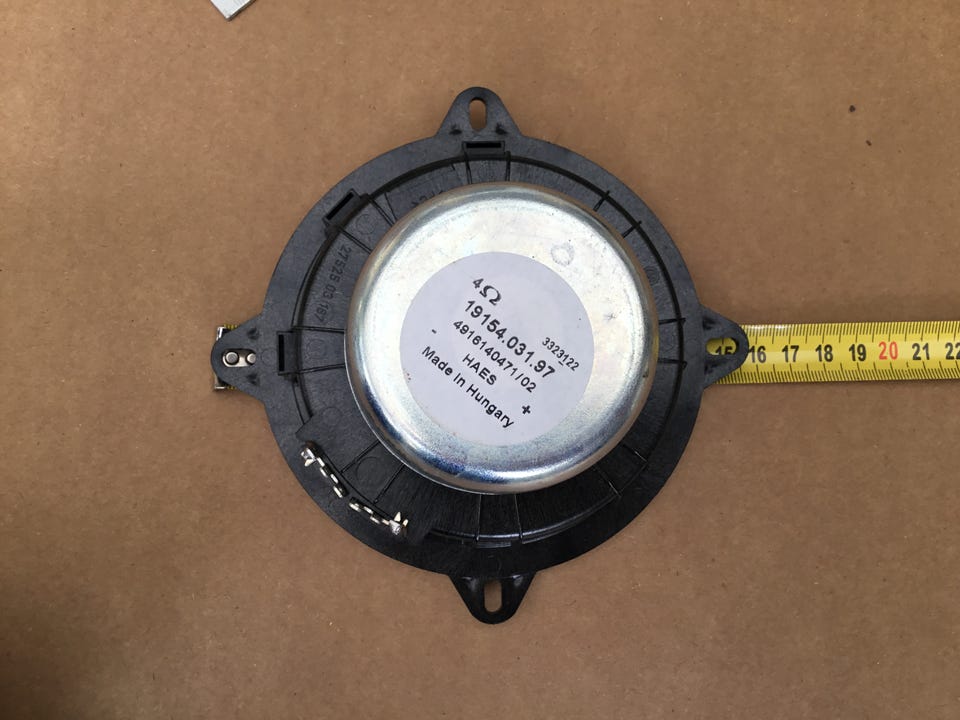 4Ω
19154.031.97
3323122
4916140471/02
-
HAEs
+
Made In Hungary
15 16 17 18 19 20 21 22